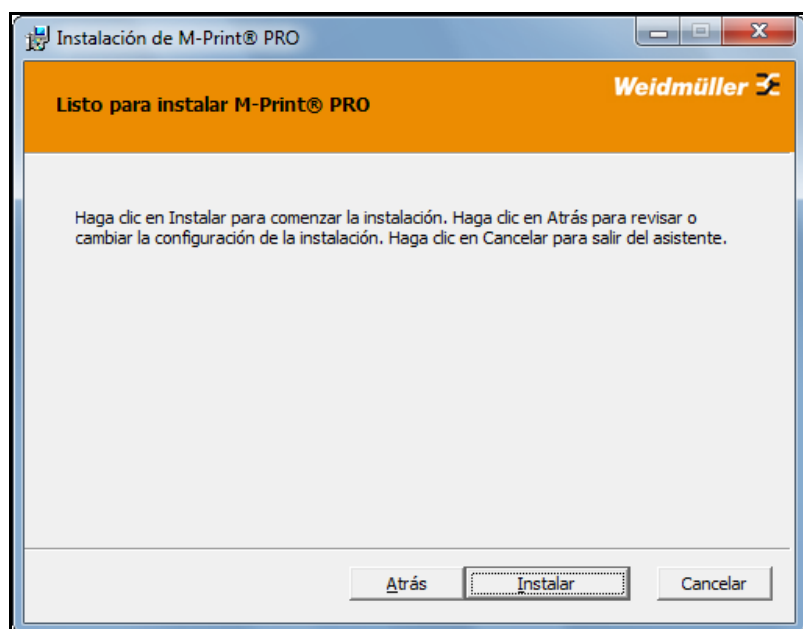 Instalación de M-Print® PRO
Weidmüller
Listo para instalar M-Print® PRO
Haga clic en Instalar para comenzar la instalación. Haga clic en Atrás para revisar o
cambiar la configuración de la instalación. Haga clic en Cancelar para salir del asistente.
Atrás
Instalar
Cancelar